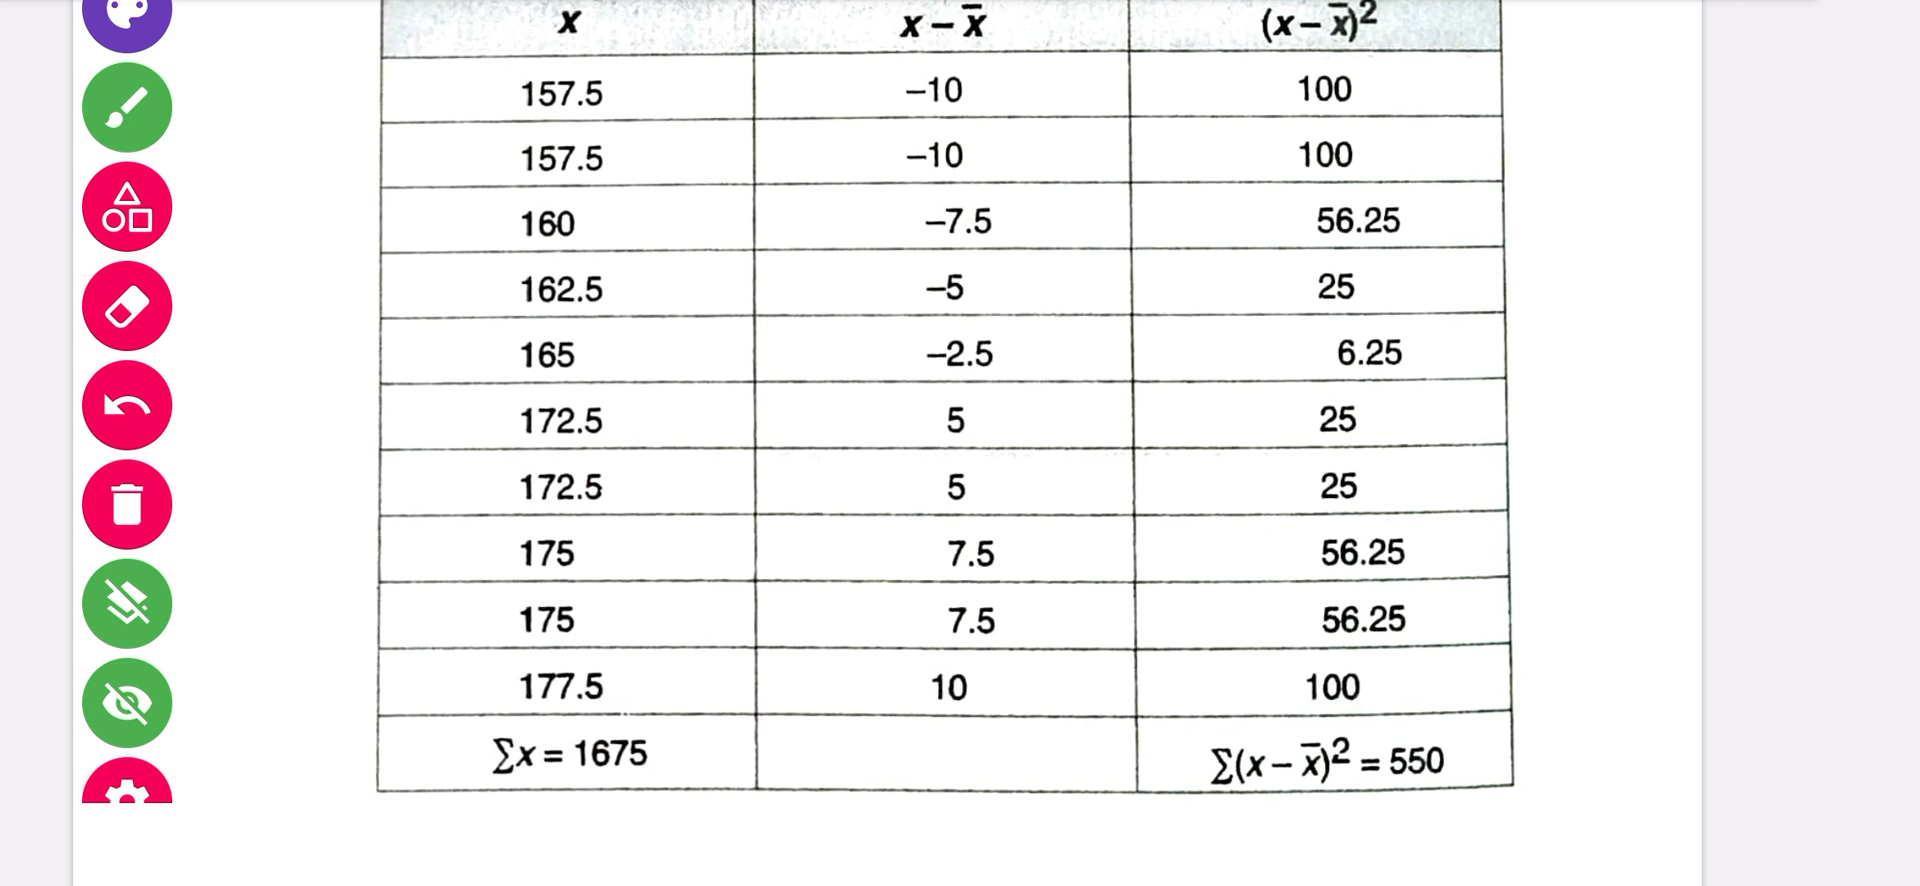 x x – x̄ (x – x̄)²
157.5 –10 100
157.5 –10 100
160 –7.5 56.25
162.5 –5 25
165 –2.5 6.25
172.5 5 25
172.5 5 25
175 7.5 56.25
175 7.5 56.25
177.5 10 100
∑x = 1675 ∑(x – x̄)² = 550